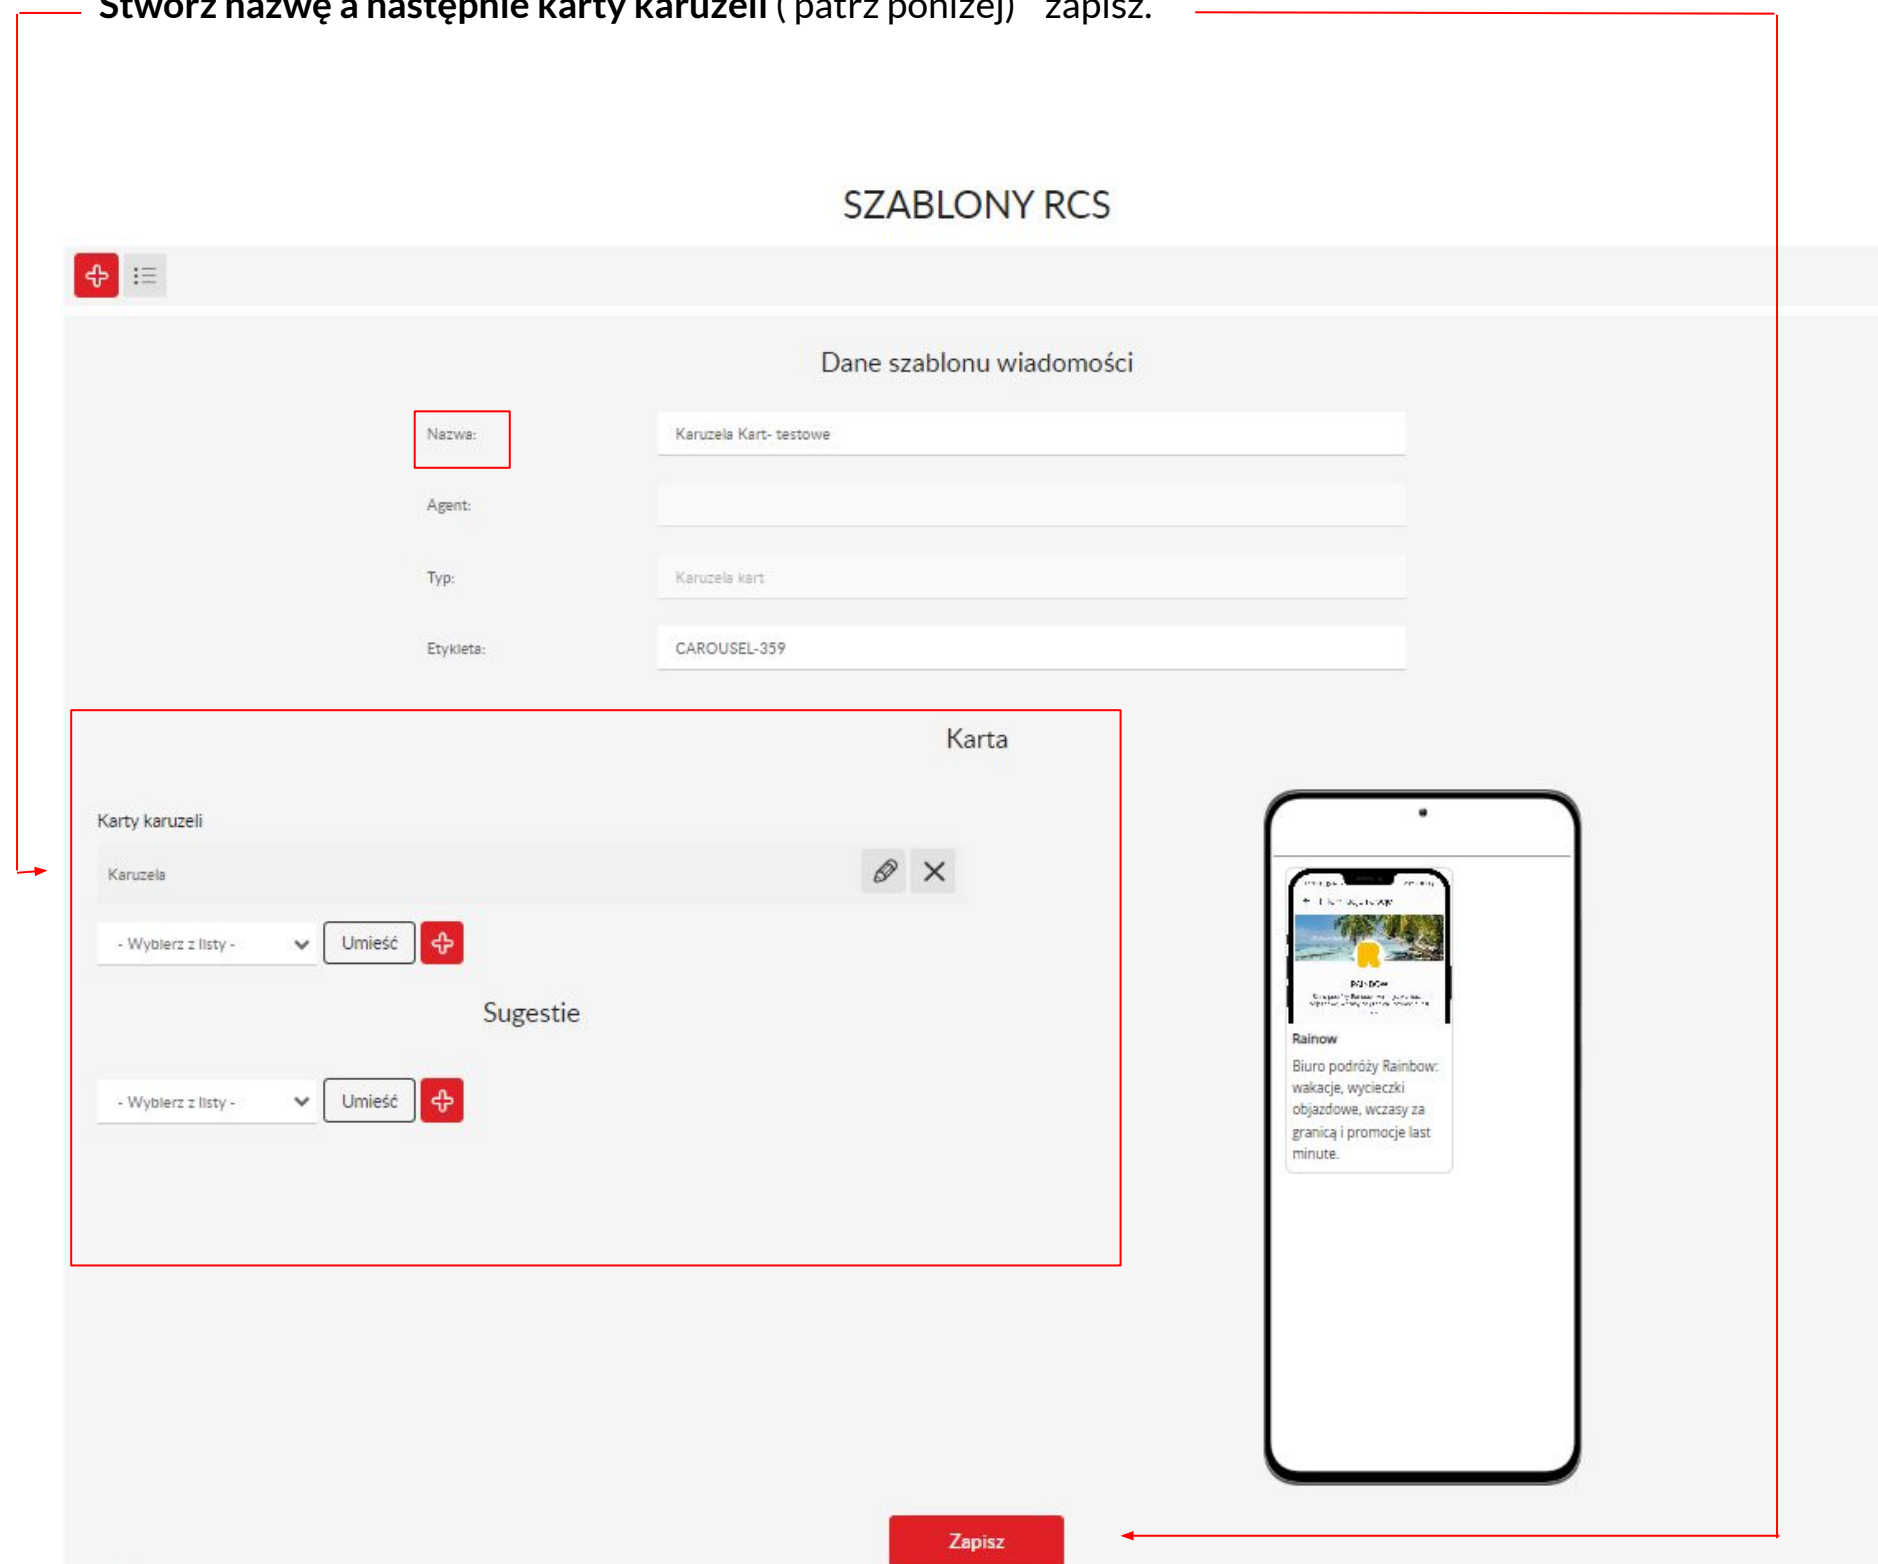 Stwórz nazwę a następnie karty karuzeli ( patrz poniżej) zapisz.
SZABLONY RCS
Dane szablonu wiadomości
Nazwa:
Karuzela Kart- testowe
Agent:
Typ:
Karuzela kart
Etykieta:
CAROUSEL-359
Karta
Karty karuzeli
Karuzela
- Wybierz z listy -
Umieść
Sugestie
- Wybierz z listy -
Umieść
RAINBOW
Rainow
Biuro podróży Rainbow:
wakacje, wycieczki
objazdowe, wczasy za
granicą i promocje last
minute.
Zapisz